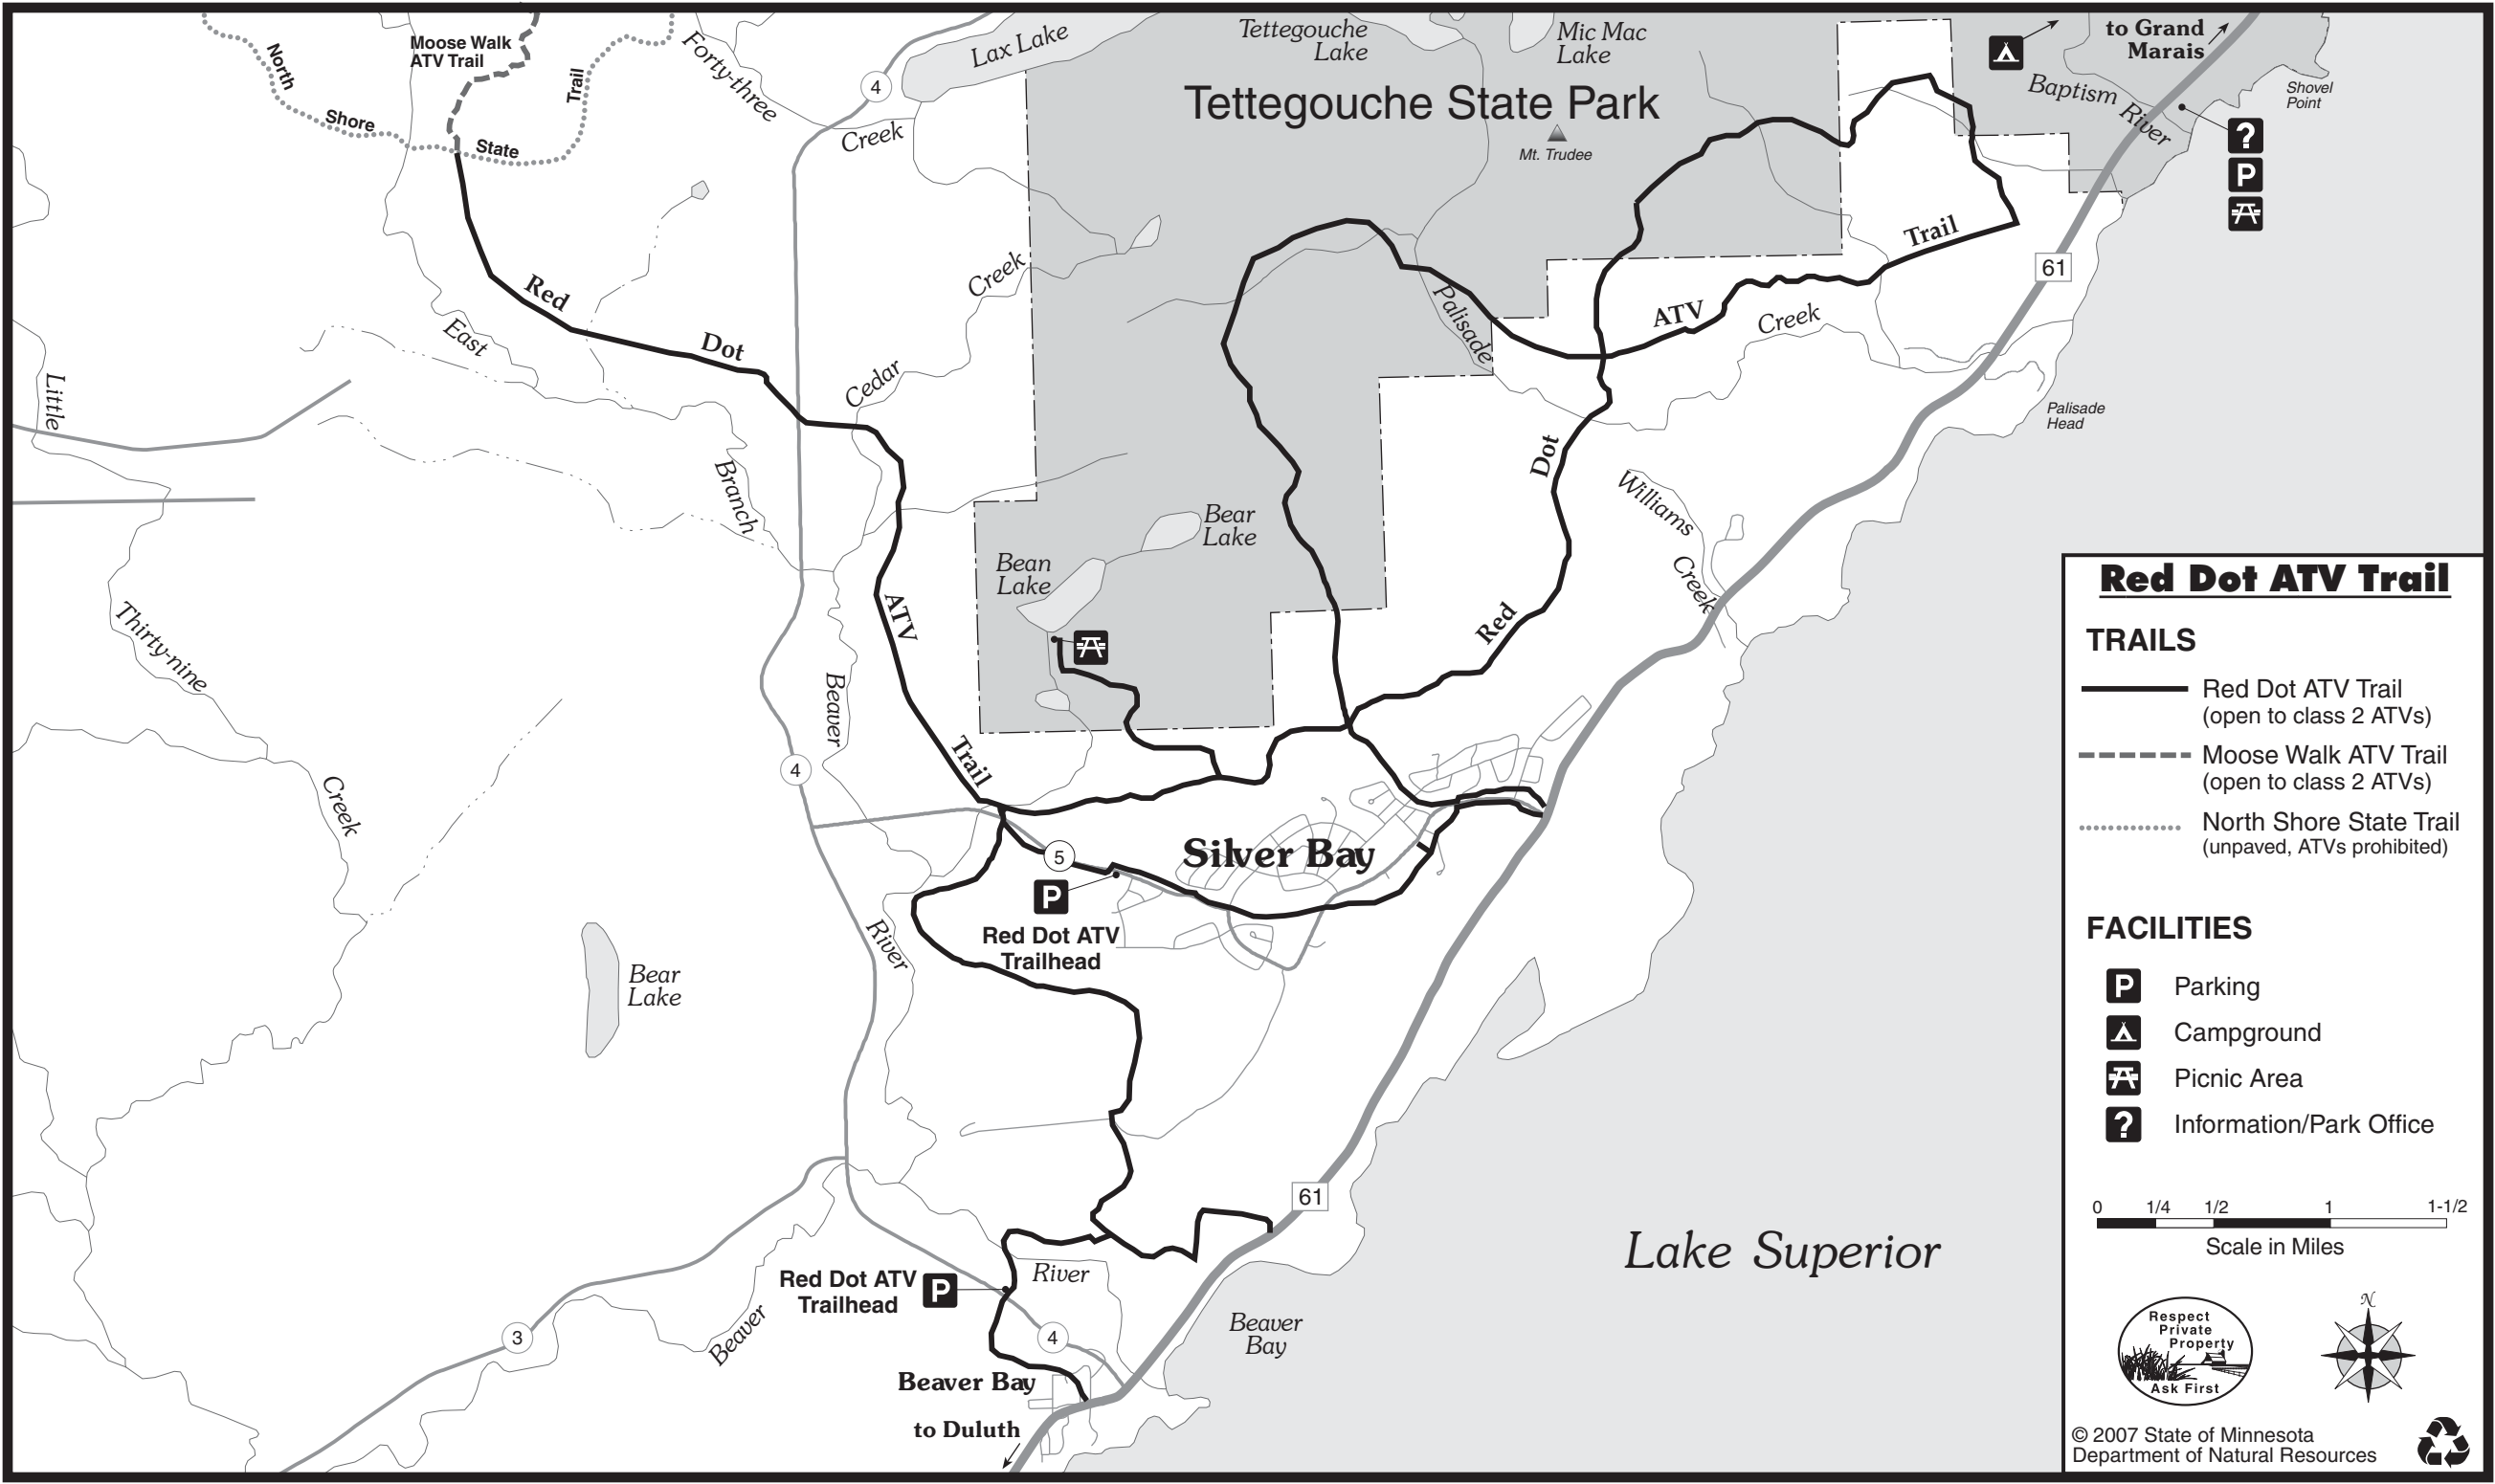 Moose Walk
ATV Trail
North
Shore
State
Trail
Forty-three
Creek
4
Lax Lake
Tettegouche
Lake
Mic Mac
Lake
Tettegouche State Park
Mt. Trudee
to Grand
Marais
Baptism
River
Shovel
Point
?
P
61
Red
Dot
East
Branch
Little
Cedar
Creek
Palisade
Creek
ATV
Trail
Palisade
Head
Dot
Red
Williams
Creek
Bear
Lake
Bean
Lake
ATV
Trail
Beaver
River
4
Thirty-nine
Creek
5
P
Silver Bay
Red Dot ATV
Trailhead
Bear
Lake
61
Lake Superior
River
Red Dot ATV
Trailhead
P
3
Beaver
4
Beaver
Bay
Beaver Bay
to Duluth
Red Dot ATV Trail
TRAILS
Red Dot ATV Trail
(open to class 2 ATVs)
Moose Walk ATV Trail
(open to class 2 ATVs)
North Shore State Trail
(unpaved, ATVs prohibited)
FACILITIES
P Parking
Campground
Picnic Area
? Information/Park Office
0 1/4 1/2 1 1-1/2
Scale in Miles
Respect
Private
Property
Ask First
N
© 2007 State of Minnesota
Department of Natural Resources